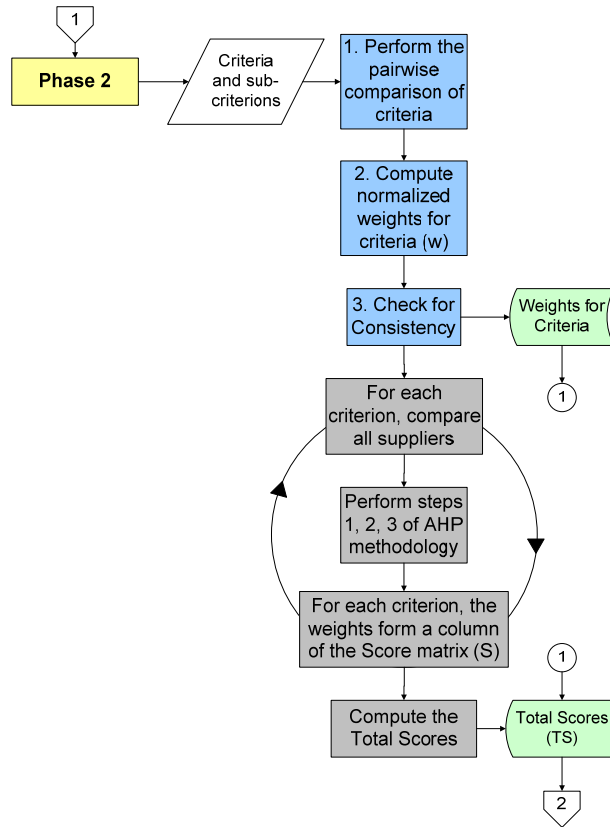 1
Phase 2
Criteria
and sub-
criterions
1. Perform the
pairwise
comparison of
criteria
2. Compute
normalized
weights for
criteria (w)
3. Check for
Consistency
Weights for
Criteria
1
For each
criterion, compare
all suppliers
Perform steps
1, 2, 3 of AHP
methodology
For each criterion, the
weights form a column
of the Score matrix (S)
1
Compute the
Total Scores
Total Scores
(TS)
2